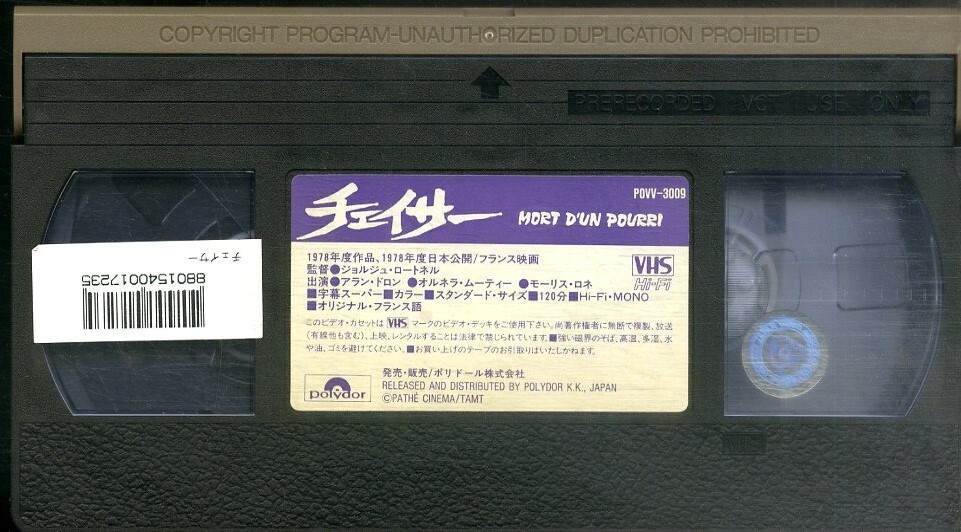 COPYRIGHT PROGRAM-UNAUTHORIZED DUPLICATION PROHIBITED
PRERECORDED VCT USE ONLY
チェイサー MORT D'UN POURRI
POVV-3009
1978年度作品、1978年度日本公開/フランス映画
監督●ジョルジュ・ロートネル
出演●アラン・ドロン ●オルネラ・ムーティー ●モーリス・ロネ
■字幕スーパー■カラー■スタンダード・サイズ■120分■Hi-Fi・MONO
■オリジナル・フランス語
VHS
Hi-Fi
このビデオ・カセットは VHS マークのビデオ・デッキをご使用下さい。尚著作権者に無断で複製、放送
(有線他も含む)、上映、レンタルすることは法律で禁じられています。■強い磁界のそば、高温、多湿、水
や油、ゴミを避けてください。■お買い上げのテープのお引取りはいたしかねます。
polydor
発売・販売/ポリドール株式会社
RELEASED AND DISTRIBUTED BY POLYDOR K.K., JAPAN
©PATHÉ CINEMA/TAMT
チェイサー
8801540017235
VHS